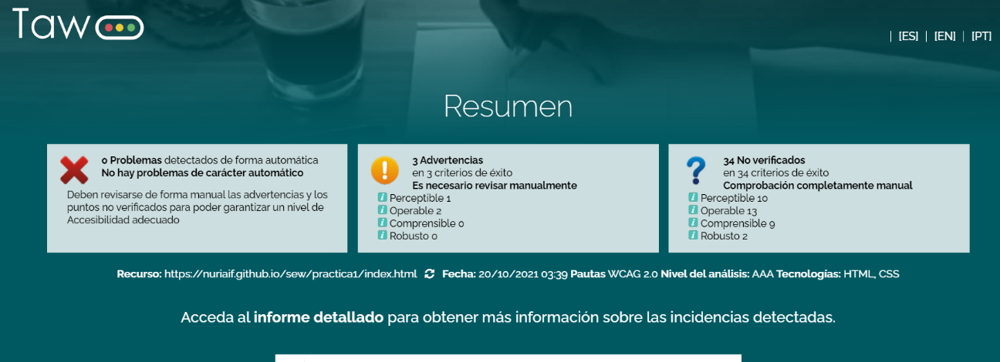 Taw
[ES] | [EN] | [PT]
Resumen
0 Problemas detectados de forma automática
No hay problemas de carácter automático
Deben revisarse de forma manual las advertencias y los
puntos no verificados para poder garantizar un nivel de
Accesibilidad adecuado
3 Advertencias
en 3 criterios de éxito
Es necesario revisar manualmente
Perceptible 1
Operable 2
Comprensible 0
Robusto 0
34 No verificados
en 34 criterios de éxito
Comprobación completamente manual
Perceptible 10
Operable 13
Comprensible 9
Robusto 2
Recurso: https://nuriaif.github.io/sew/practica1/index.html Fecha: 20/10/2021 03:39 Pautas WCAG 2.0 Nivel del análisis: AAA Tecnologías: HTML, CSS
Acceda al informe detallado para obtener más información sobre las incidencias detectadas.